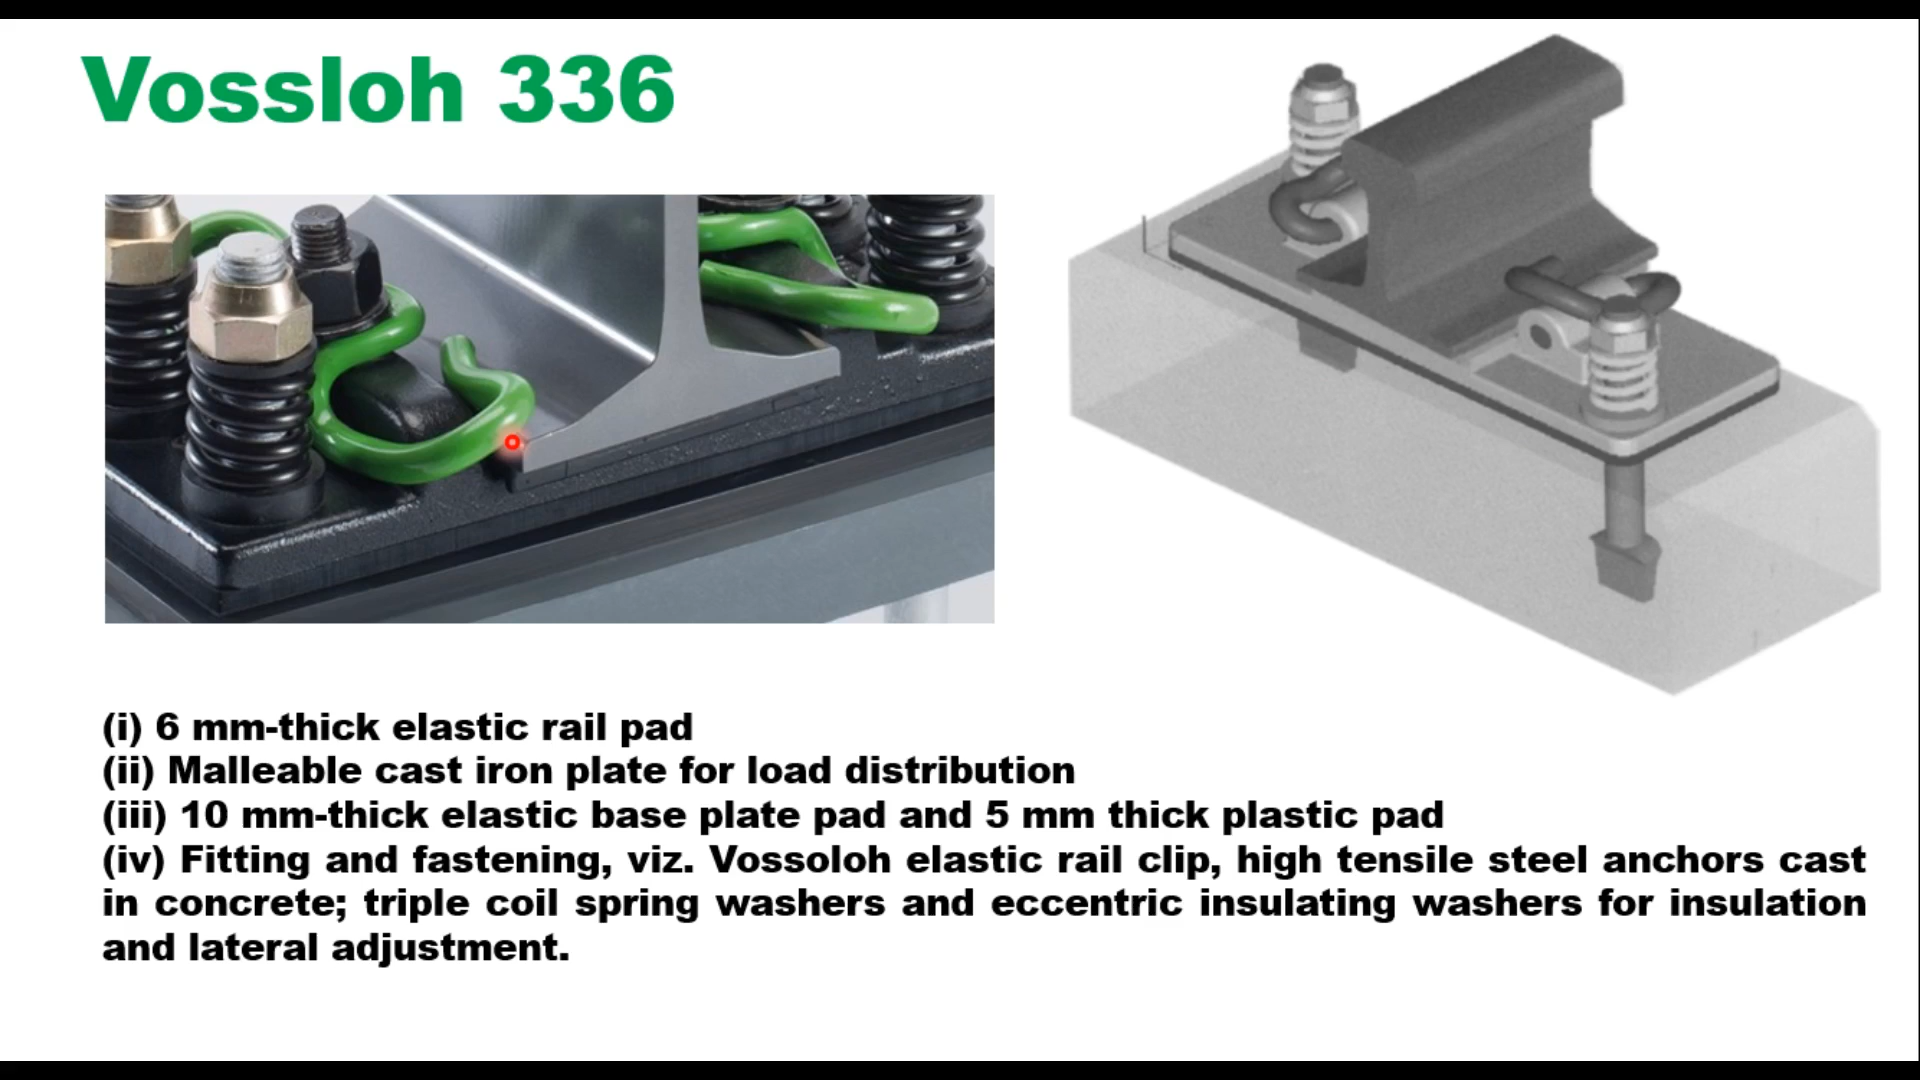 Vossloh 336
(i) 6 mm-thick elastic rail pad
(ii) Malleable cast iron plate for load distribution
(iii) 10 mm-thick elastic base plate pad and 5 mm thick plastic pad
(iv) Fitting and fastening, viz. Vossoloh elastic rail clip, high tensile steel anchors cast
in concrete; triple coil spring washers and eccentric insulating washers for insulation
and lateral adjustment.